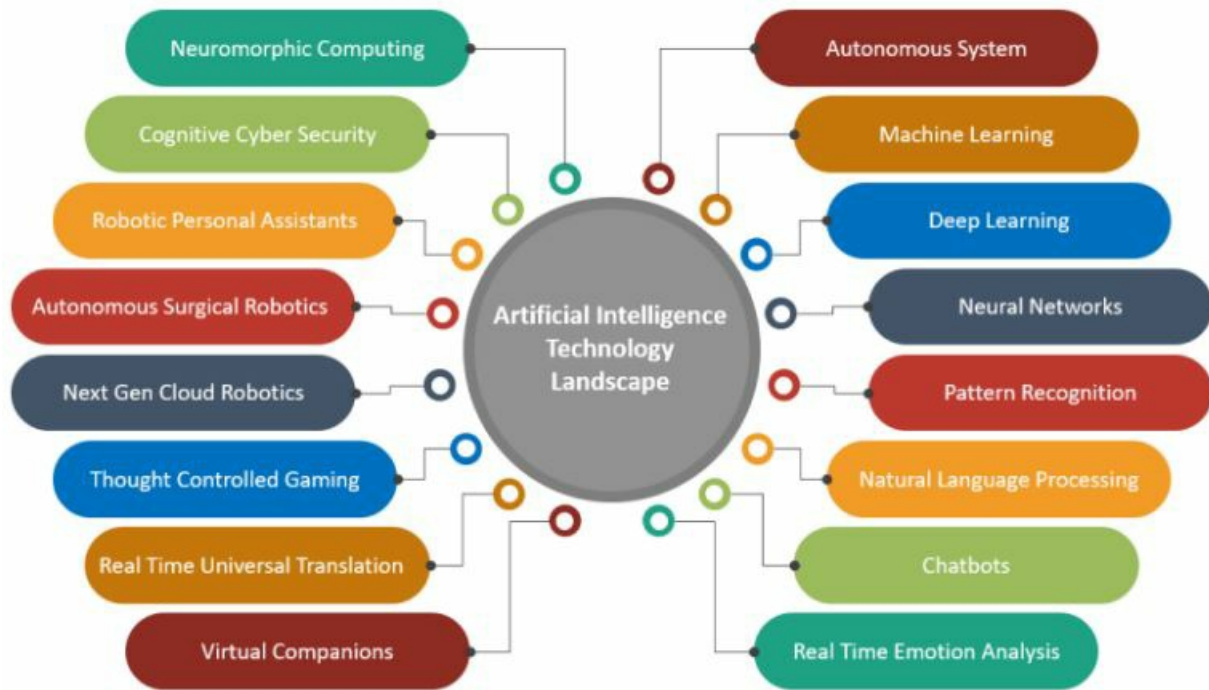 Neuromorphic Computing
Cognitive Cyber Security
Robotic Personal Assistants
Autonomous Surgical Robotics
Next Gen Cloud Robotics
Thought Controlled Gaming
Real Time Universal Translation
Virtual Companions
Artificial Intelligence
Technology
Landscape
Autonomous System
Machine Learning
Deep Learning
Neural Networks
Pattern Recognition
Natural Language Processing
Chatbots
Real Time Emotion Analysis